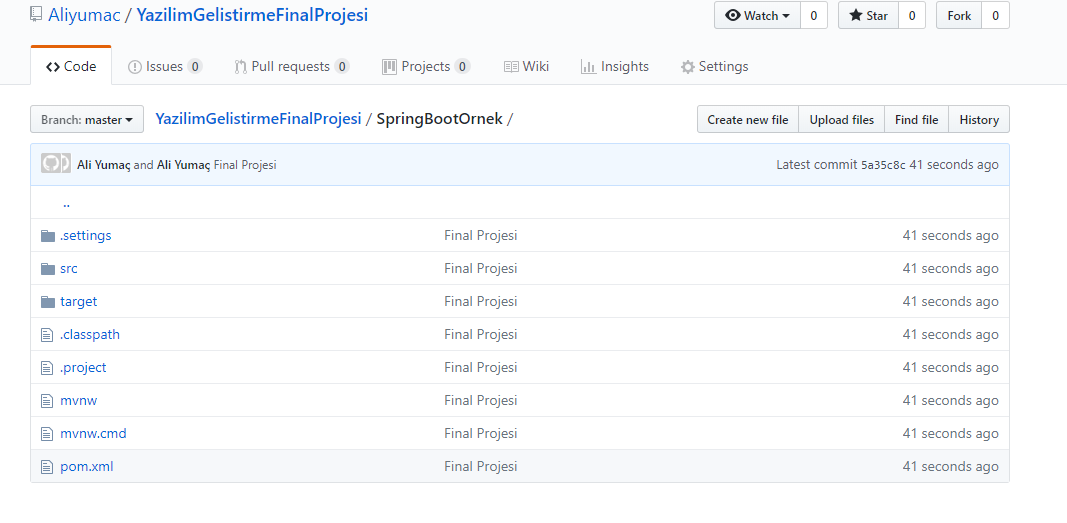 Aliyumac / YazilimGelistirmeFinalProjesi Watch 0 Star 0 Fork 0
Code Issues 0 Pull requests 0 Projects 0 Wiki Insights Settings
Branch: master YazilimGelistirmeFinalProjesi / SpringBootOrnek / Create new file Upload files Find file History
Ali Yumaç and Ali Yumaç Final Projesi Latest commit 5a35c8c 41 seconds ago
..
.settings Final Projesi 41 seconds ago
src Final Projesi 41 seconds ago
target Final Projesi 41 seconds ago
.classpath Final Projesi 41 seconds ago
.project Final Projesi 41 seconds ago
mvnw Final Projesi 41 seconds ago
mvnw.cmd Final Projesi 41 seconds ago
pom.xml Final Projesi 41 seconds ago